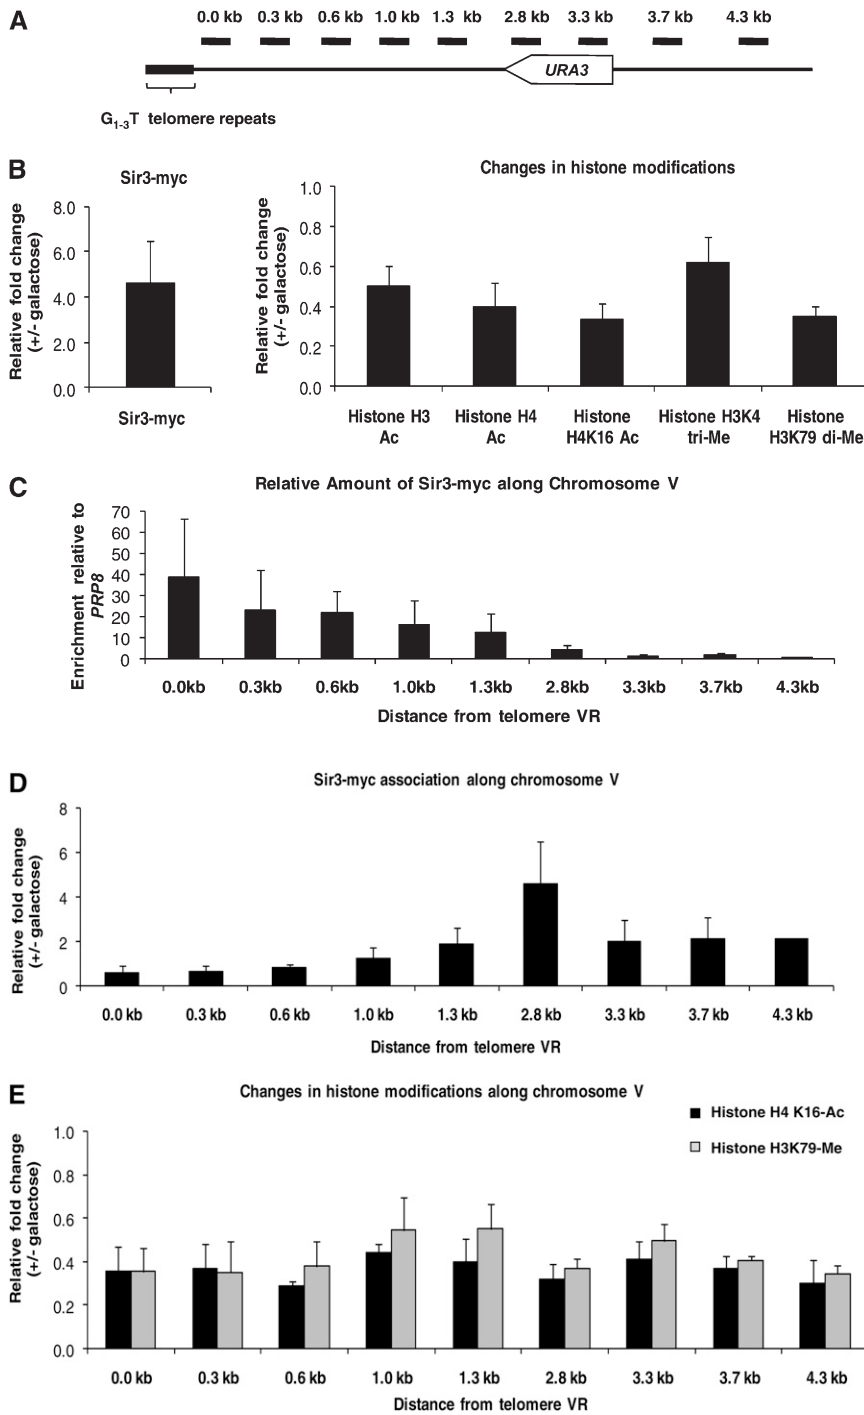 A
0.0 kb 0.3 kb 0.6 kb 1.0 kb 1.3 kb 2.8 kb 3.3 kb 3.7 kb 4.3 kb
URA3
G1-3T telomere repeats
B
Sir3-myc
Relative fold change
(+/- galactose)
8.0
6.0
4.0
2.0
0.0
Sir3-myc
Changes in histone modifications
Relative fold change
(+/- galactose)
1.0
0.8
0.6
0.4
0.2
0.0
Histone H3 Histone H4 Histone Histone H3K4 Histone
Ac Ac H4K16 Ac tri-Me H3K79 di-Me
C
Relative Amount of Sir3-myc along Chromosome V
Enrichment relative to
PRP8
70
60
50
40
30
20
10
0
0.0kb 0.3kb 0.6kb 1.0kb 1.3kb 2.8kb 3.3kb 3.7kb 4.3kb
Distance from telomere VR
D
Sir3-myc association along chromosome V
Relative fold change
(+/- galactose)
8
6
4
2
0
0.0 kb 0.3 kb 0.6 kb 1.0 kb 1.3 kb 2.8 kb 3.3 kb 3.7 kb 4.3 kb
Distance from telomere VR
E
Changes in histone modifications along chromosome V
Histone H4 K16-Ac
Histone H3K79-Me
Relative fold change
(+/- galactose)
1.0
0.8
0.6
0.4
0.2
0.0
0.0 kb 0.3 kb 0.6 kb 1.0 kb 1.3 kb 2.8 kb 3.3 kb 3.7 kb 4.3 kb
Distance from telomere VR